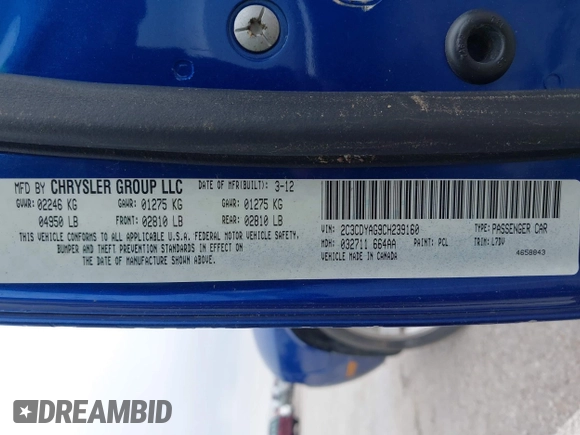 MFD BY CHRYSLER GROUP LLC DATE OF MFR(BUILT): 3-12
GVWR: 02246 KG GAWR: 01275 KG GAWR: 01275 KG
04950 LB FRONT: 02810 LB REAR: 02810 LB
THIS VEHICLE CONFORMS TO ALL APPLICABLE U.S.A. FEDERAL MOTOR VEHICLE SAFETY,
BUMPER AND THEFT PREVENTION STANDARDS IN EFFECT ON
THE DATE OF MANUFACTURE SHOWN ABOVE.
VIN: 2C3CDYAG9CH239160 TYPE: PASSENGER CAR
MDH: 032711 664AA PAINT: PCL TRIM: L7DV
VEHICLE MADE IN CANADA 4658843
DREAMBID